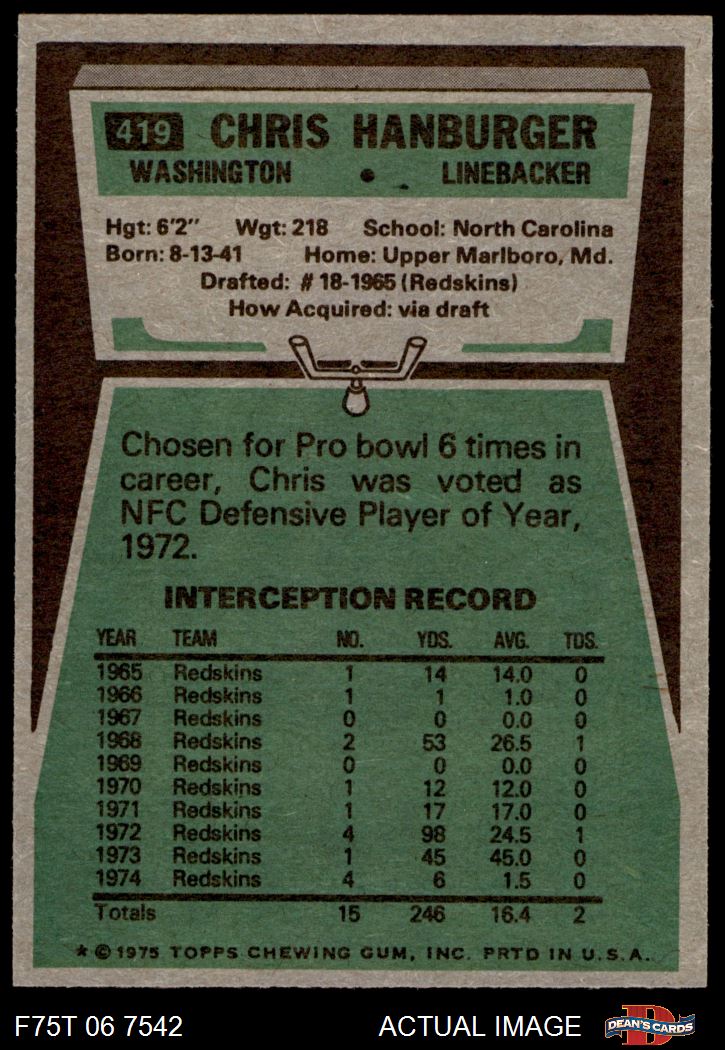 419 CHRIS HANBURGER
WASHINGTON • LINEBACKER
Hgt: 6'2" Wgt: 218 School: North Carolina
Born: 8-13-41 Home: Upper Marlboro, Md.
Drafted: #18-1965 (Redskins)
How Acquired: via draft
Chosen for Pro bowl 6 times in
career, Chris was voted as
NFC Defensive Player of Year,
1972.
INTERCEPTION RECORD
YEAR TEAM NO. YDS. AVG. TDS.
1965 Redskins 1 14 14.0 0
1966 Redskins 1 1 1.0 0
1967 Redskins 0 0 0.0 0
1968 Redskins 2 53 26.5 1
1969 Redskins 0 0 0.0 0
1970 Redskins 1 12 12.0 0
1971 Redskins 1 17 17.0 0
1972 Redskins 4 98 24.5 1
1973 Redskins 1 45 45.0 0
1974 Redskins 4 6 1.5 0
Totals 15 246 16.4 2
* © 1975 TOPPS CHEWING GUM, INC. PRTD IN U.S.A.
F75T 06 7542 ACTUAL IMAGE D DEAN'S CARDS